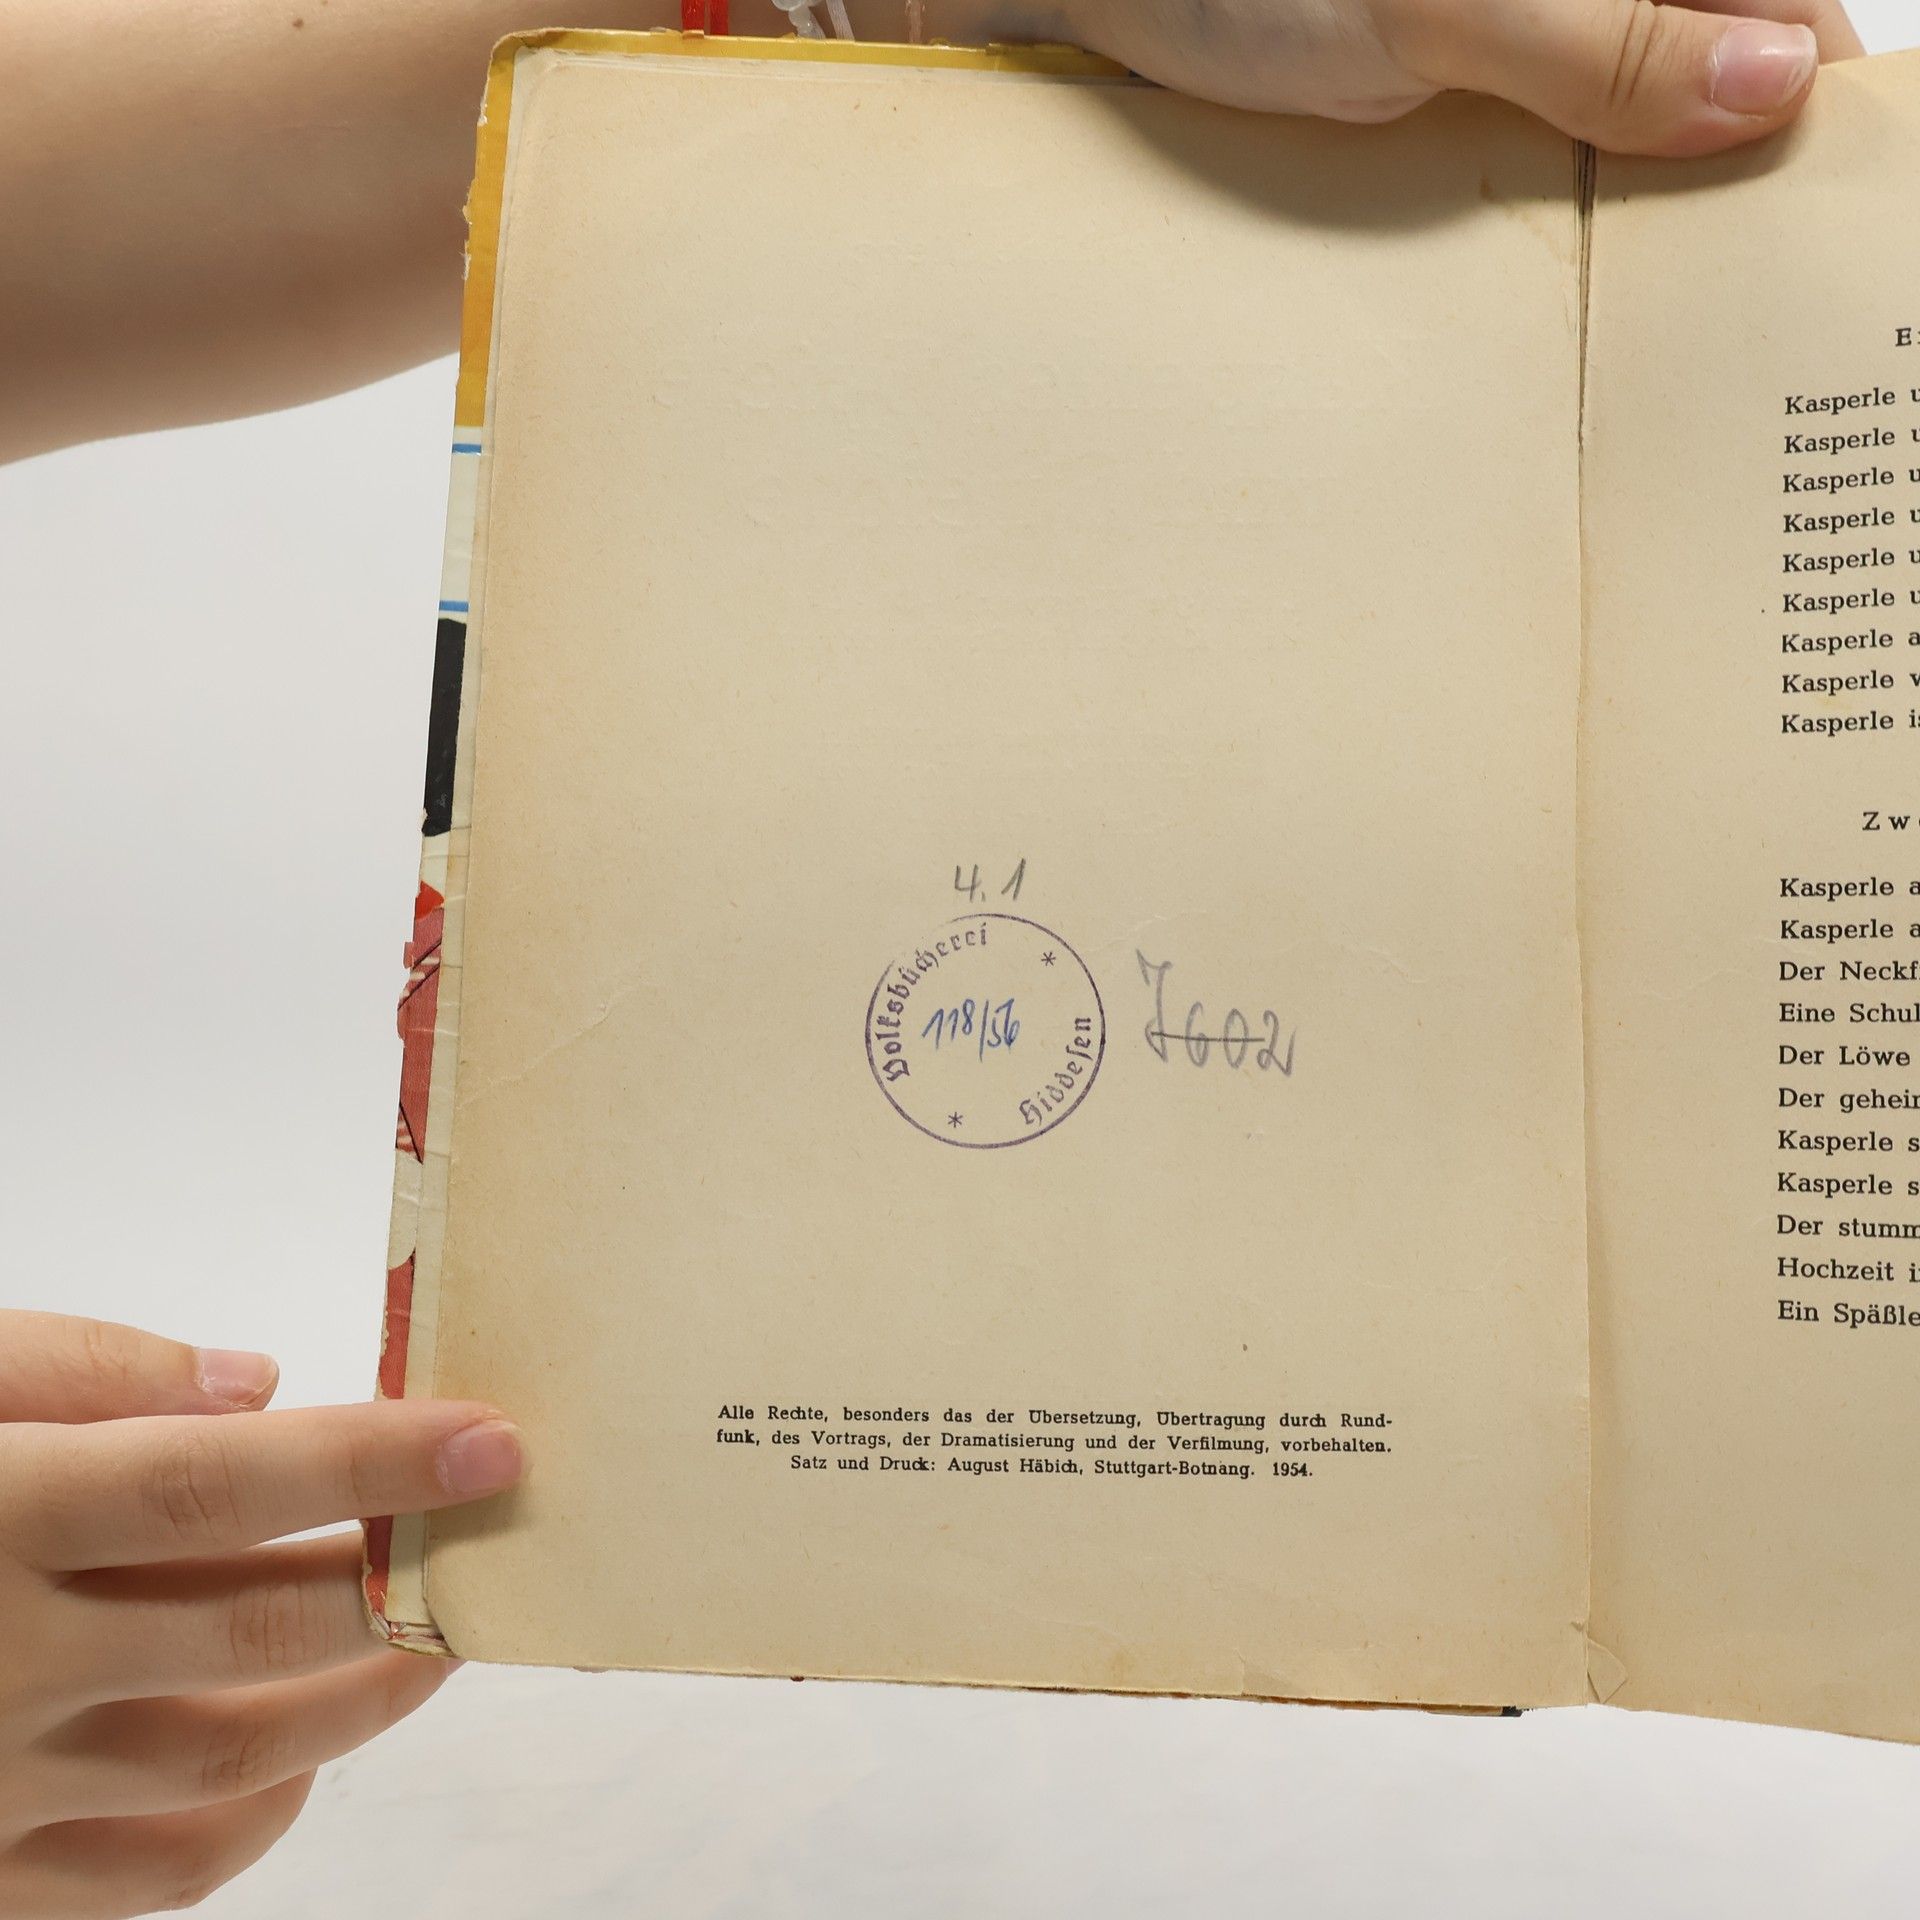 4. 1
Volksbücherei
118/56
Hiddesen
J 602
Alle Rechte, besonders das der Übersetzung, Übertragung durch Rund-
funk, des Vortrags, der Dramatisierung und der Verfilmung, vorbehalten.
Satz und Druck: August Häbich, Stuttgart-Botnang. 1954.
Kasperle
Kasperle
Kasperle
Kasperle
Kasperle
Kasperle
Kasperle
Kasperle
Kasperle
Kasperle
Kasperle
Der
Eine
Der Löwe
Der
Kasperle
Kasperle
Der
Hochzeit
Ein